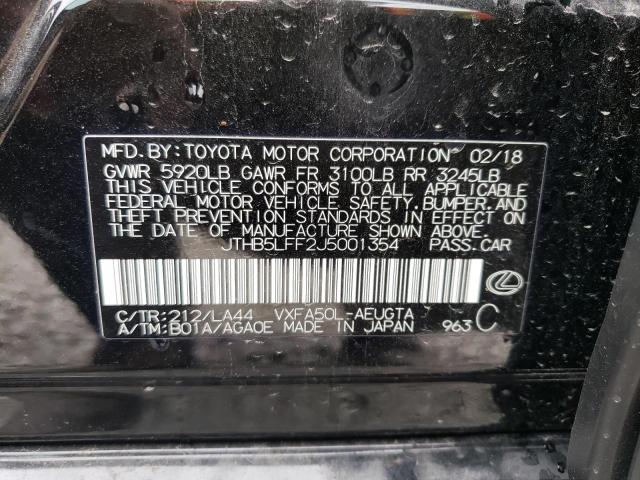 MFD.BY:TOYOTA MOTOR CORPORATION 02/18
GVWR 5920LB GAWR FR 3100LB RR 3245LB
THIS VEHICLE CONFORMS TO ALL APPLICABLE
FEDERAL MOTOR VEHICLE SAFETY,BUMPER,AND
THEFT PREVENTION STANDARDS IN EFFECT ON
THE DATE OF MANUFACTURE SHOWN ABOVE.
JTHB5LFF2J5001354 PASS.CAR
C/TR:212/LA44 VXFA50L-AEUGTA
A/TM:B01A/AGA0E MADE IN JAPAN 963 C